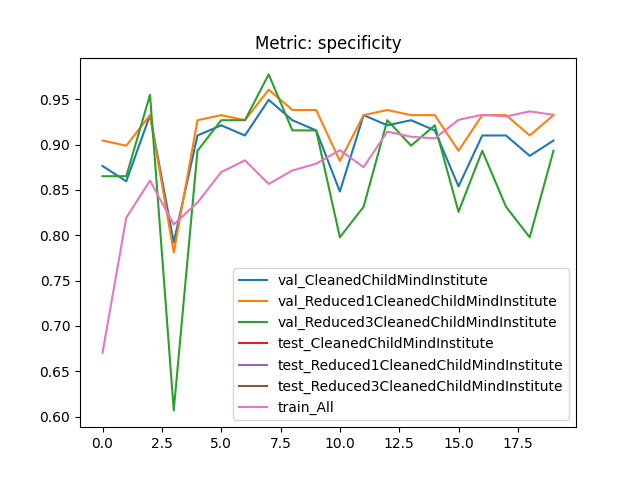 Metric: specificity
0.95
0.90
0.85
0.80
0.75
0.70
0.65
0.60
val_CleanedChildMindInstitute
val_Reduced1CleanedChildMindInstitute
val_Reduced3CleanedChildMindInstitute
test_CleanedChildMindInstitute
test_Reduced1CleanedChildMindInstitute
test_Reduced3CleanedChildMindInstitute
train_All
0.0 2.5 5.0 7.5 10.0 12.5 15.0 17.5